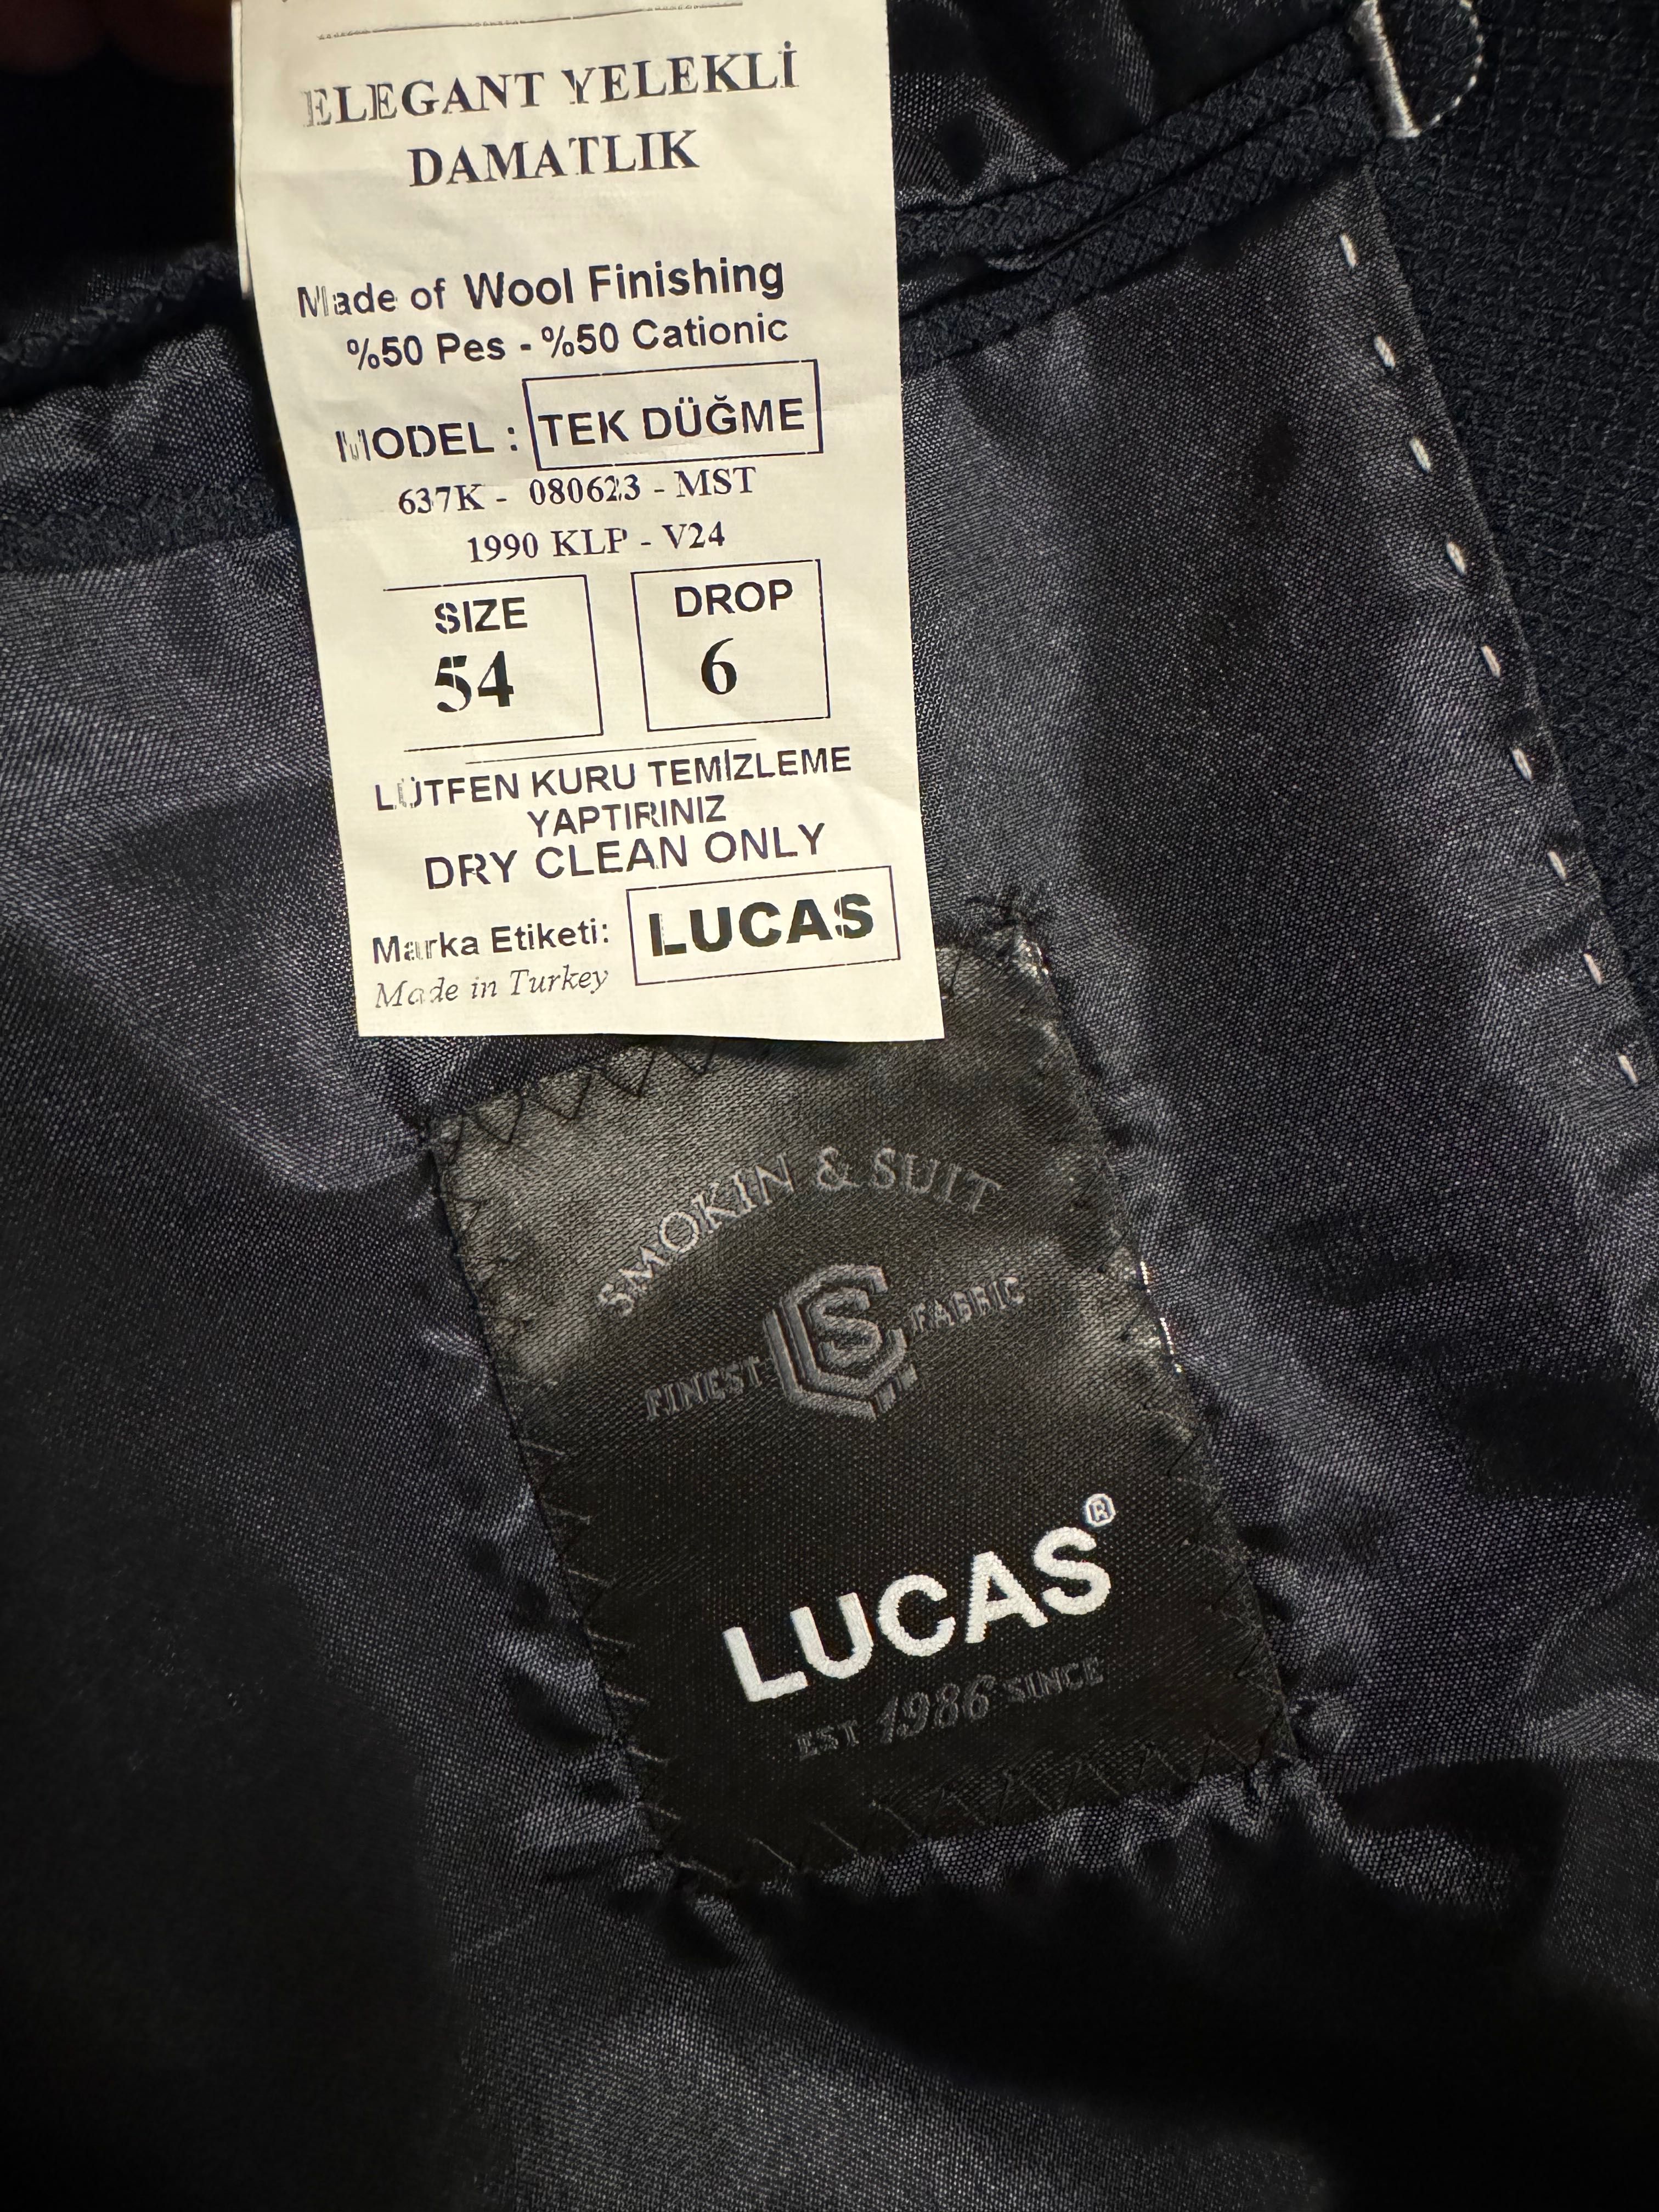 ELEGANT YELEKLİ
DAMATLIK
Made of Wool Finishing
%50 Pes - %50 Cationic
MODEL : TEK DÜĞME
637K - 080623 - MST
1990 KLP - V24
SIZE DROP
54 6
LÜTFEN KURU TEMİZLEME
YAPTIRINIZ
DRY CLEAN ONLY
Marka Etiketi: LUCAS
Made in Turkey
SMOKIN & SUIT
FINEST LCS FABRIC
LUCAS®
EST 1986 SINCE